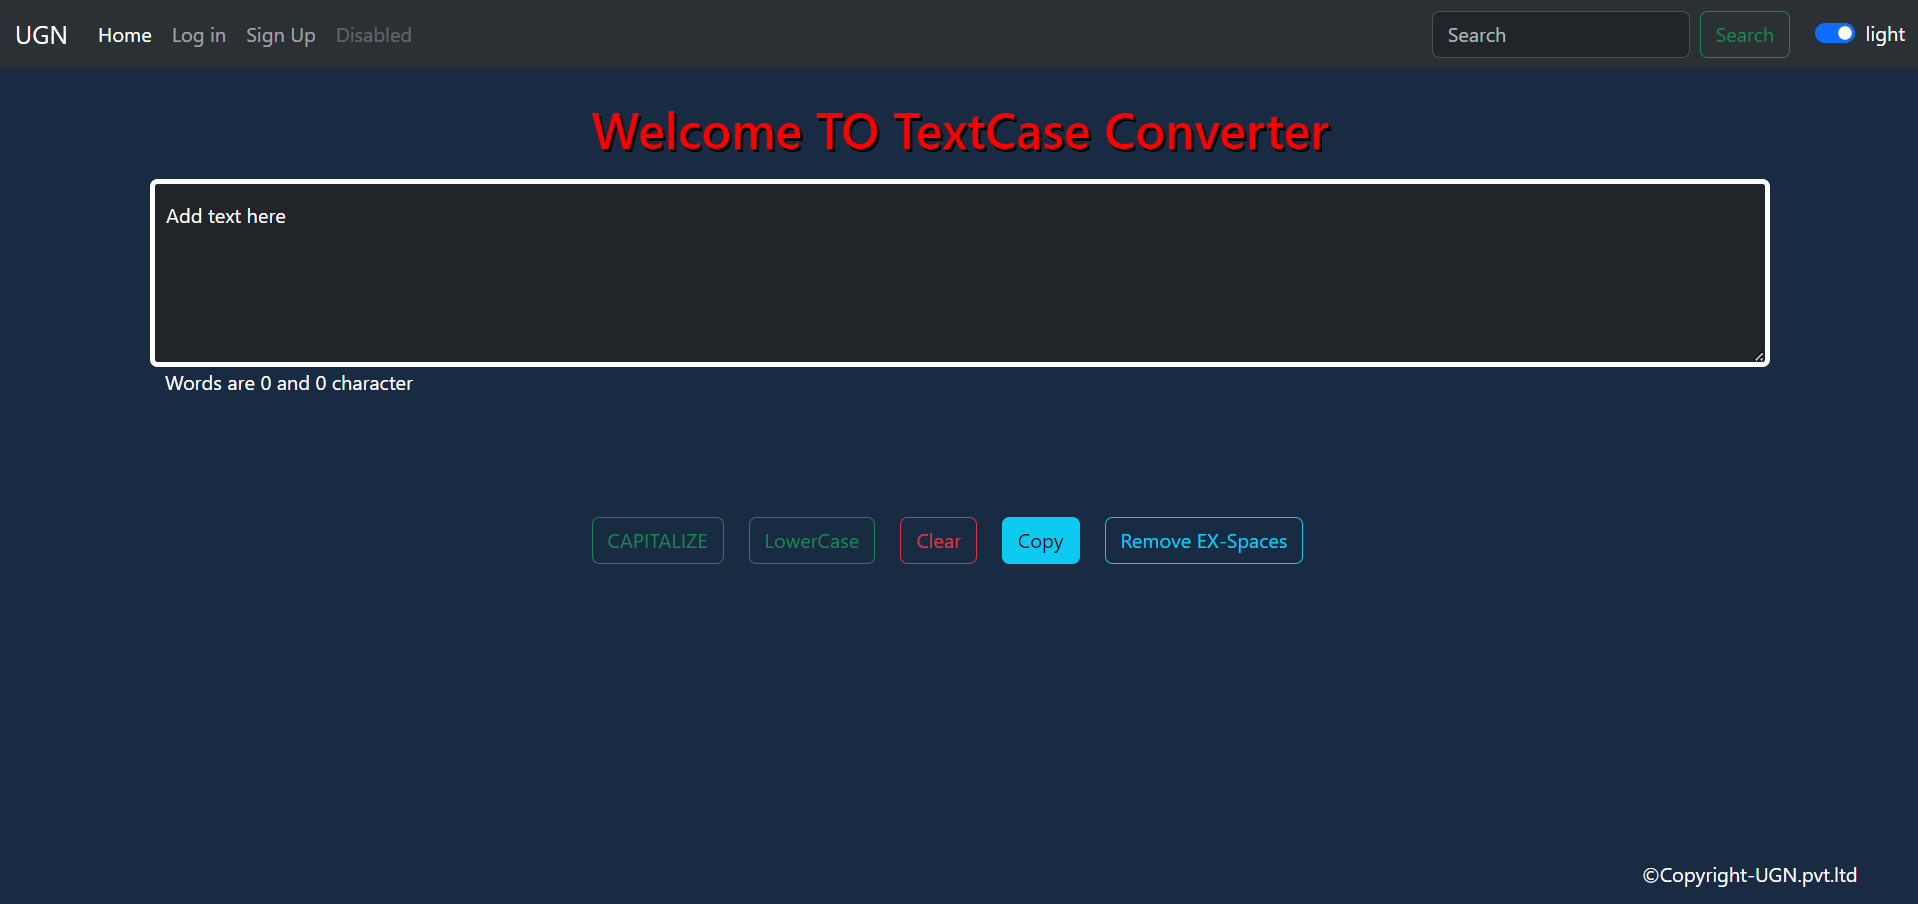 UGN Home Log in Sign Up Disabled Search Search light
Welcome TO TextCase Converter
Add text here
Words are 0 and 0 character
CAPITALIZE LowerCase Clear Copy Remove EX-Spaces
©Copyright-UGN.pvt.ltd